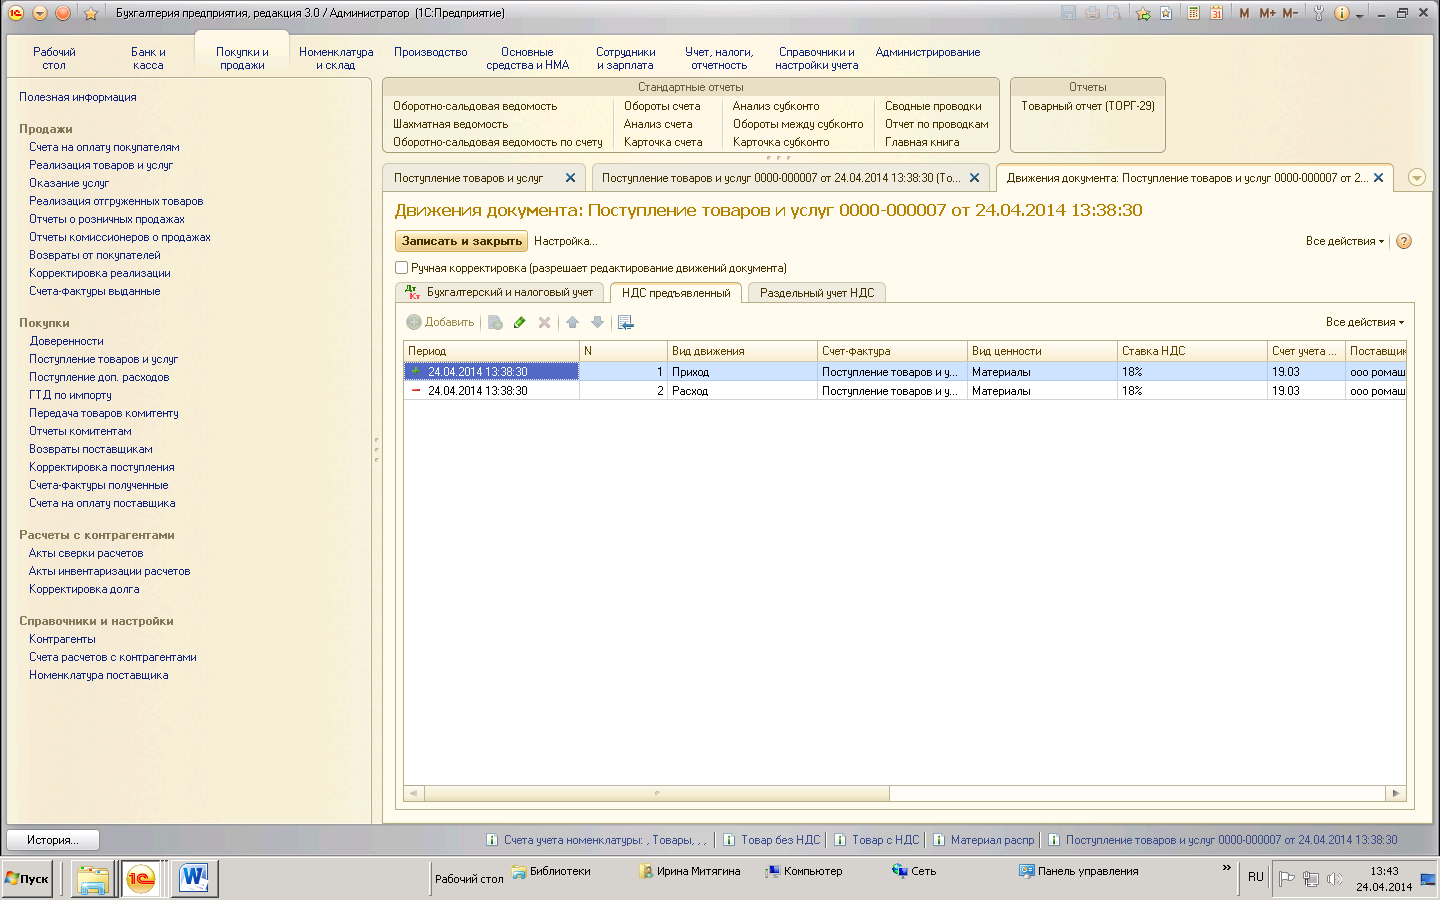 Бухгалтерия предприятия, редакция 3.0 / Администратор (1С:Предприятие)
M M+ M-
Рабочий стол
Банк и касса
Покупки и продажи
Номенклатура и склад
Производство
Основные средства и НМА
Сотрудники и зарплата
Учет, налоги, отчетность
Справочники и настройки учета
Администрирование
Полезная информация
Продажи
Счета на оплату покупателям
Реализация товаров и услуг
Оказание услуг
Реализация отгруженных товаров
Отчеты о розничных продажах
Отчеты комиссионеров о продажах
Возвраты от покупателей
Корректировка реализации
Счета-фактуры выданные
Покупки
Доверенности
Поступление товаров и услуг
Поступление доп. расходов
ГТД по импорту
Передача товаров комитенту
Отчеты комитентам
Возвраты поставщикам
Корректировка поступления
Счета-фактуры полученные
Счета на оплату поставщика
Расчеты с контрагентами
Акты сверки расчетов
Акты инвентаризации расчетов
Корректировка долга
Справочники и настройки
Контрагенты
Счета расчетов с контрагентами
Номенклатура поставщика
Стандартные отчеты
Оборотно-сальдовая ведомость
Шахматная ведомость
Оборотно-сальдовая ведомость по счету
Обороты счета
Анализ счета
Карточка счета
Анализ субконто
Обороты между субконто
Карточка субконто
Сводные проводки
Отчет по проводкам
Главная книга
Отчеты
Товарный отчет (ТОРГ-29)
Поступление товаров и услуг
Поступление товаров и услуг 0000-000007 от 24.04.2014 13:38:30 (То...
Движения документа: Поступление товаров и услуг 0000-000007 от 2...
Движения документа: Поступление товаров и услуг 0000-000007 от 24.04.2014 13:38:30
Записать и закрыть Настройка... Все действия
Ручная корректировка (разрешает редактирование движений документа)
Дт Кт Бухгалтерский и налоговый учет НДС предъявленный Раздельный учет НДС
Добавить Все действия
Период N Вид движения Счет-фактура Вид ценности Ставка НДС Счет учета ... Поставщик
24.04.2014 13:38:30 1 Приход Поступление товаров и у... Материалы 18% 19.03 ооо ромаш
24.04.2014 13:38:30 2 Расход Поступление товаров и у... Материалы 18% 19.03 ооо ромаш
История...
Счета учета номенклатуры: , Товары, , ,
Товар без НДС
Товар с НДС
Материал распр
Поступление товаров и услуг 0000-000007 от 24.04.2014 13:38:30
Пуск
Рабочий стол
Библиотеки
Ирина Митягина
Компьютер
Сеть
Панель управления
»
RU
13:43
24.04.2014